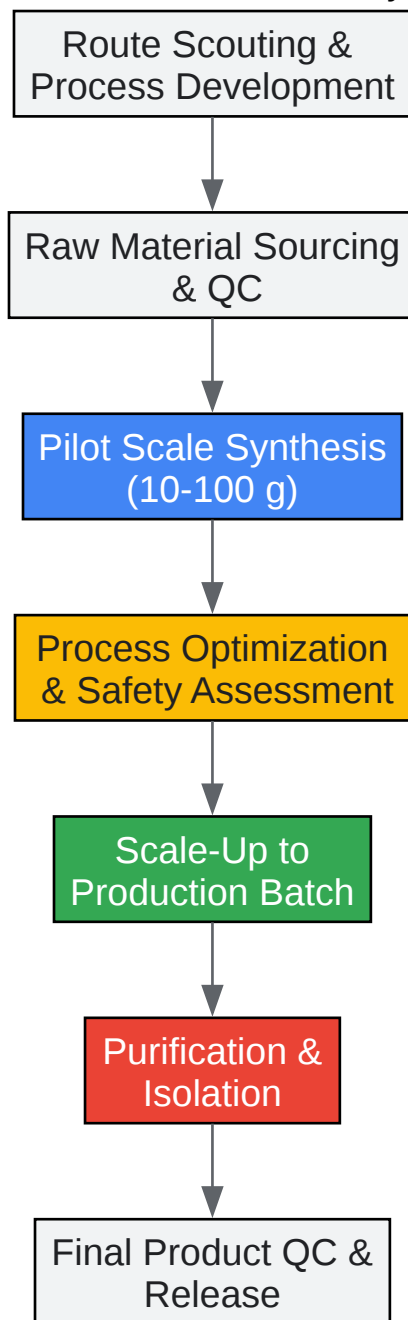 Route Scouting &
Process Development
Raw Material Sourcing
& QC
Pilot Scale Synthesis
(10-100 g)
Process Optimization
& Safety Assessment
Scale-Up to
Production Batch
Purification &
Isolation
Final Product QC &
Release